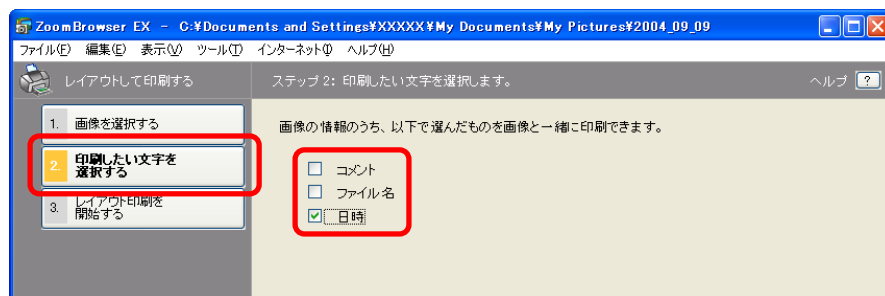 ZoomBrowser EX - C:¥Documents and Settings¥XXXXX¥My Documents¥My Pictures¥2004_09_09
ファイル(F) 編集(E) 表示(V) ツール(T) インターネット(I) ヘルプ(H)
レイアウトして印刷する
ステップ 2: 印刷したい文字を選択します。
ヘルプ ?
1. 画像を選択する
2. 印刷したい文字を
選択する
3. レイアウト印刷を
開始する
画像の情報のうち、以下で選んだものを画像と一緒に印刷できます。
コメント
ファイル名
日時